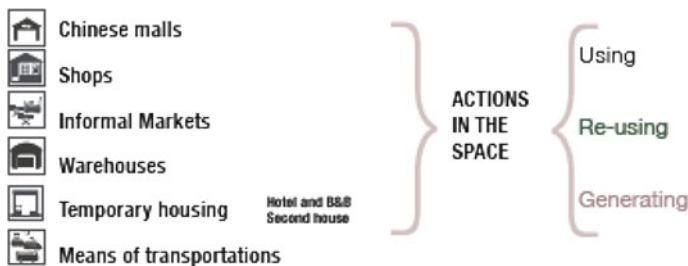 Chinese malls
Shops
Informal Markets
Warehouses
Temporary housing
Hotel and B&B
Second house
Means of transportations
ACTIONS
IN THE
SPACE
Using
Re-using
Generating